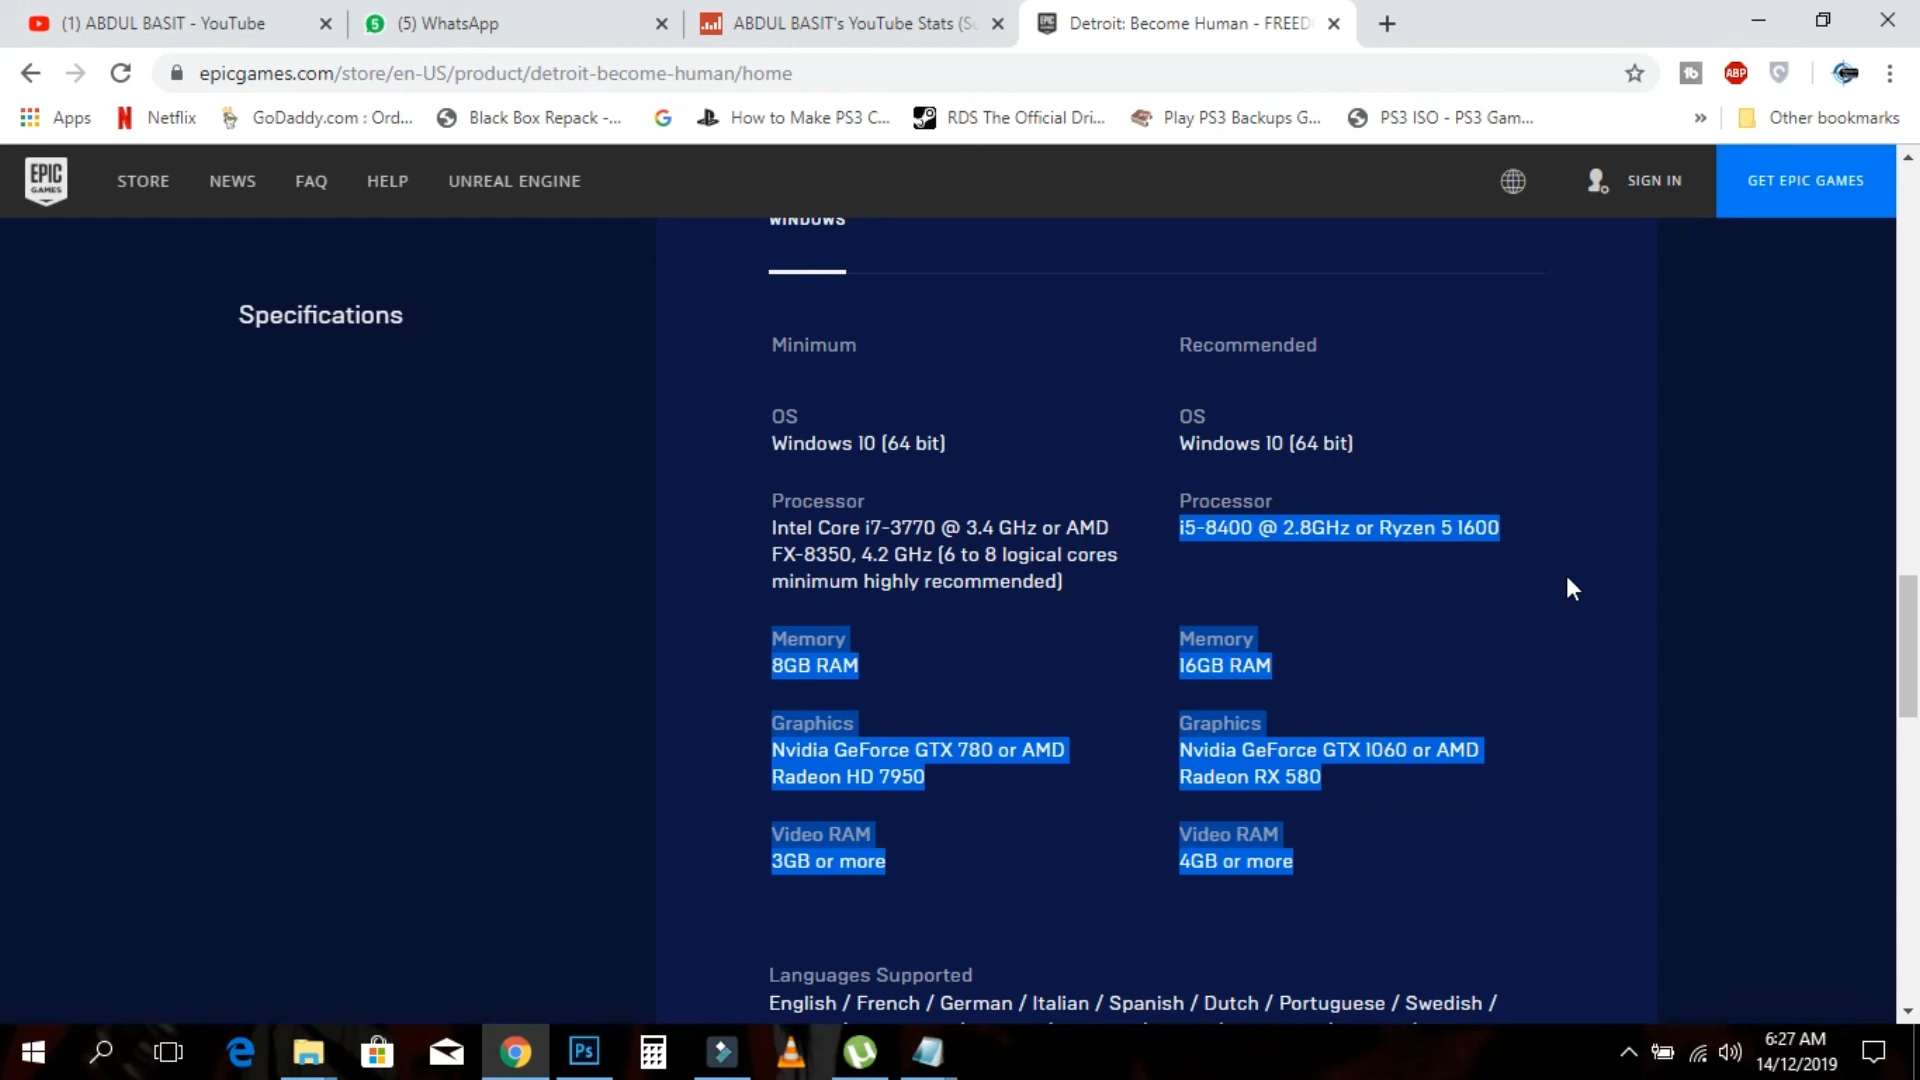 (1) ABDUL BASIT - YouTube
(5) WhatsApp
ABDUL BASIT's YouTube Stats (S
Detroit: Become Human - FREED
epicgames.com/store/en-US/product/detroit-become-human/home
Apps
Netflix
GoDaddy.com : Ord...
Black Box Repack -...
How to Make PS3 C...
RDS The Official Dri...
Play PS3 Backups G...
PS3 ISO - PS3 Gam...
»
Other bookmarks
EPIC
GAMES
STORE
NEWS
FAQ
HELP
UNREAL ENGINE
SIGN IN
GET EPIC GAMES
WINDOWS
Specifications
Minimum
Recommended
OS
Windows 10 (64 bit)
OS
Windows 10 (64 bit)
Processor
Intel Core i7-3770 @ 3.4 GHz or AMD
FX-8350, 4.2 GHz (6 to 8 logical cores
minimum highly recommended)
Processor
i5-8400 @ 2.8GHz or Ryzen 5 1600
Memory
8GB RAM
Memory
16GB RAM
Graphics
Nvidia GeForce GTX 780 or AMD
Radeon HD 7950
Graphics
Nvidia GeForce GTX 1060 or AMD
Radeon RX 580
Video RAM
3GB or more
Video RAM
4GB or more
Languages Supported
English / French / German / Italian / Spanish / Dutch / Portuguese / Swedish /
Ps
6:27 AM
14/12/2019